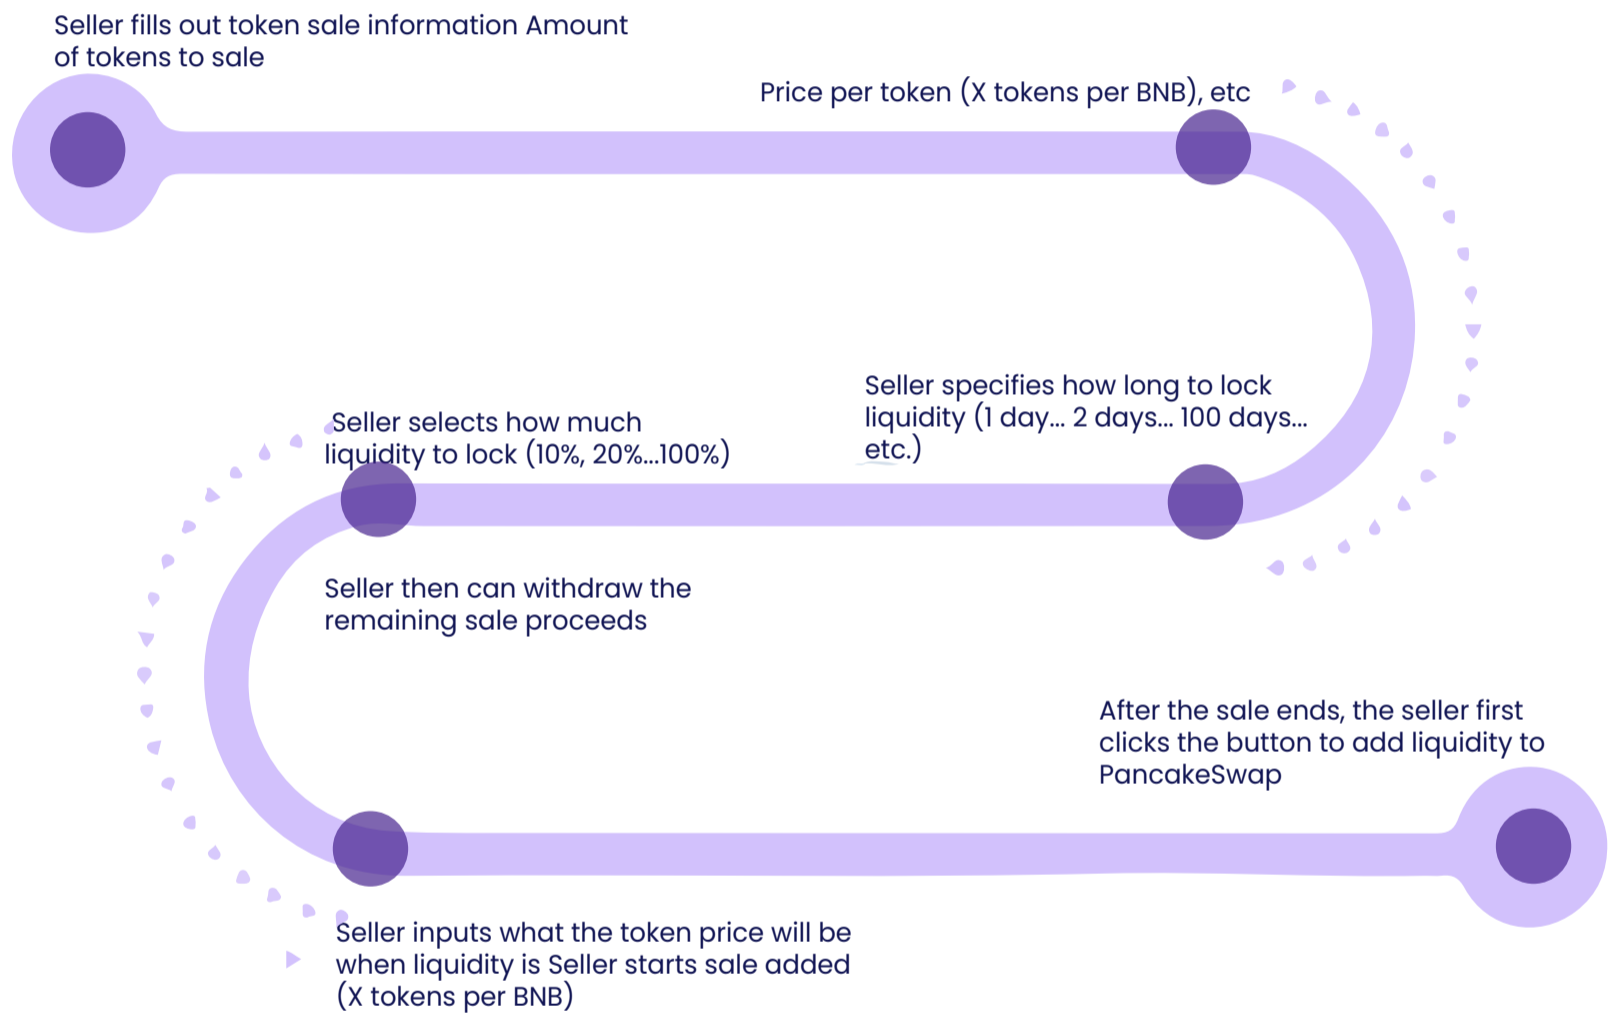 Seller fills out token sale information Amount
of tokens to sale
Price per token (X tokens per BNB), etc
Seller specifies how long to lock
liquidity (1 day... 2 days... 100 days...
etc.)
Seller selects how much
liquidity to lock (10%, 20%...100%)
Seller then can withdraw the
remaining sale proceeds
Seller inputs what the token price will be
when liquidity is Seller starts sale added
(X tokens per BNB)
After the sale ends, the seller first
clicks the button to add liquidity to
PancakeSwap